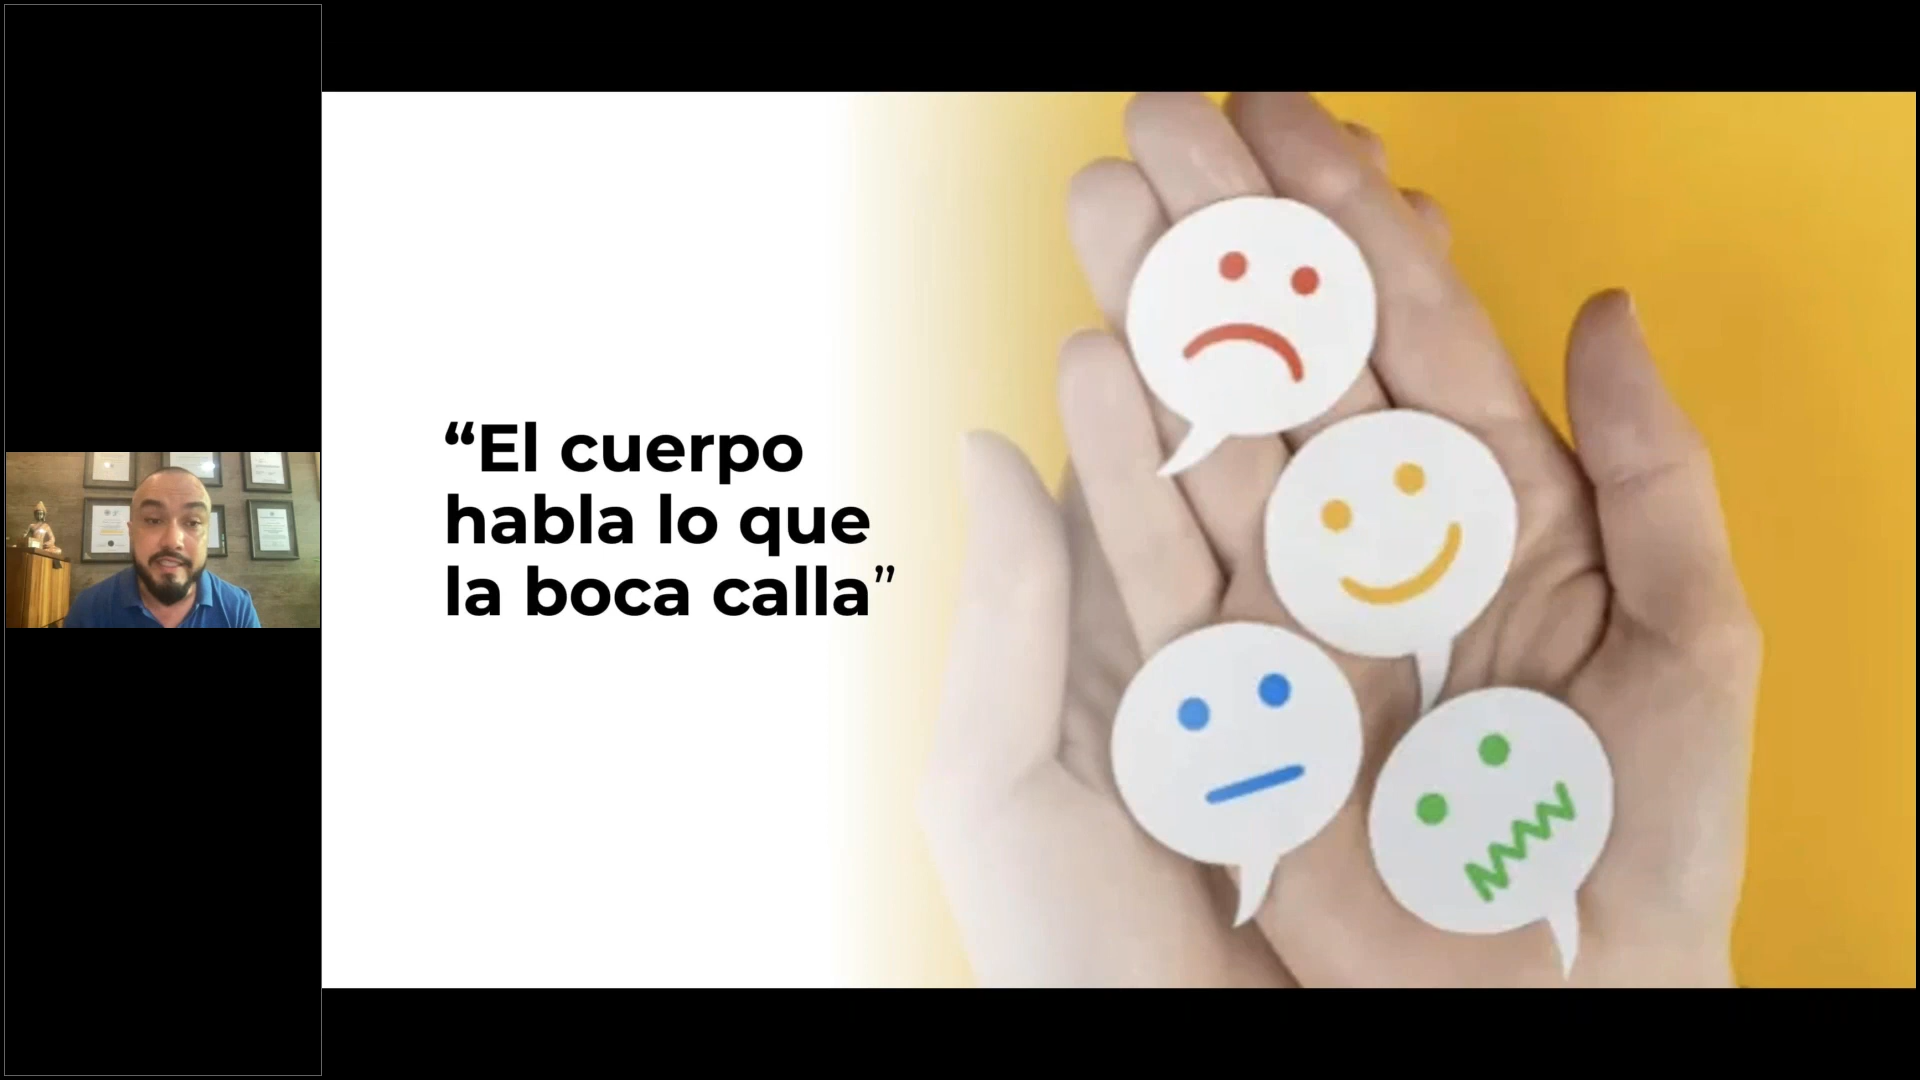 “El cuerpo
habla lo que
la boca calla”